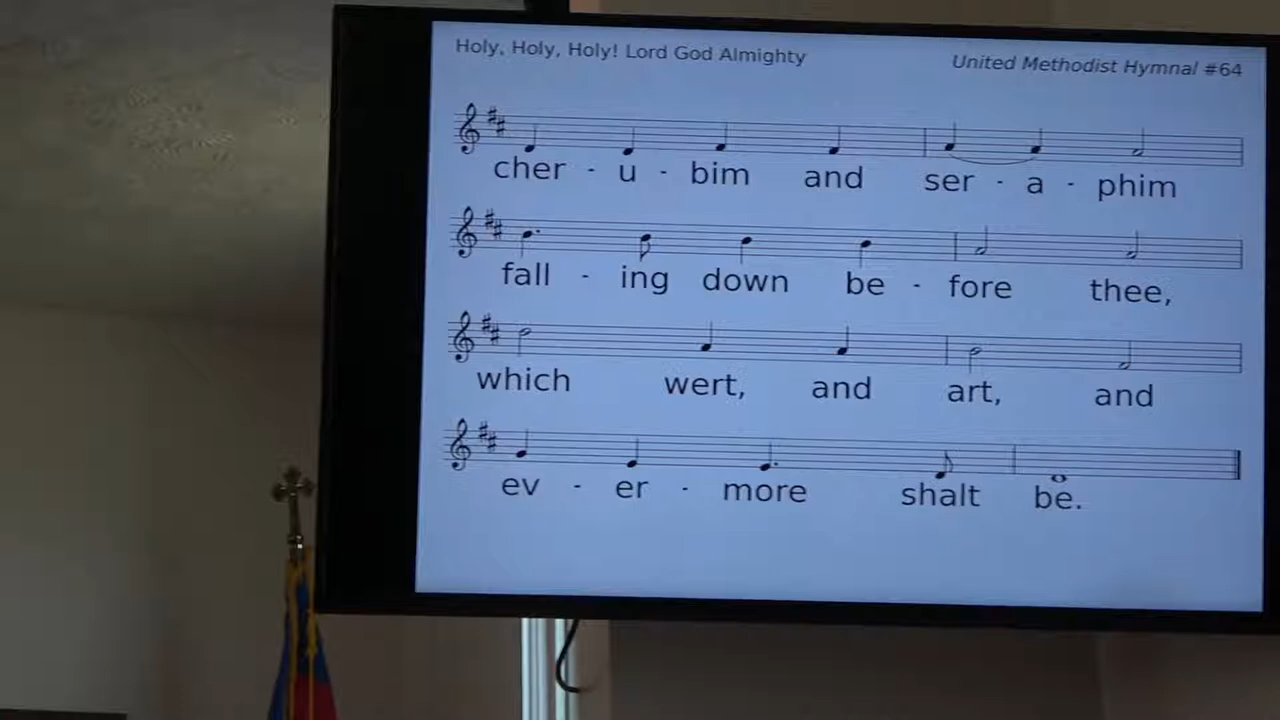 Holy, Holy, Holy! Lord God Almighty
United Methodist Hymnal #64
cher - u - bim and ser - a - phim
fall - ing down be - fore thee,
which wert, and art, and
ev - er - more shalt be.